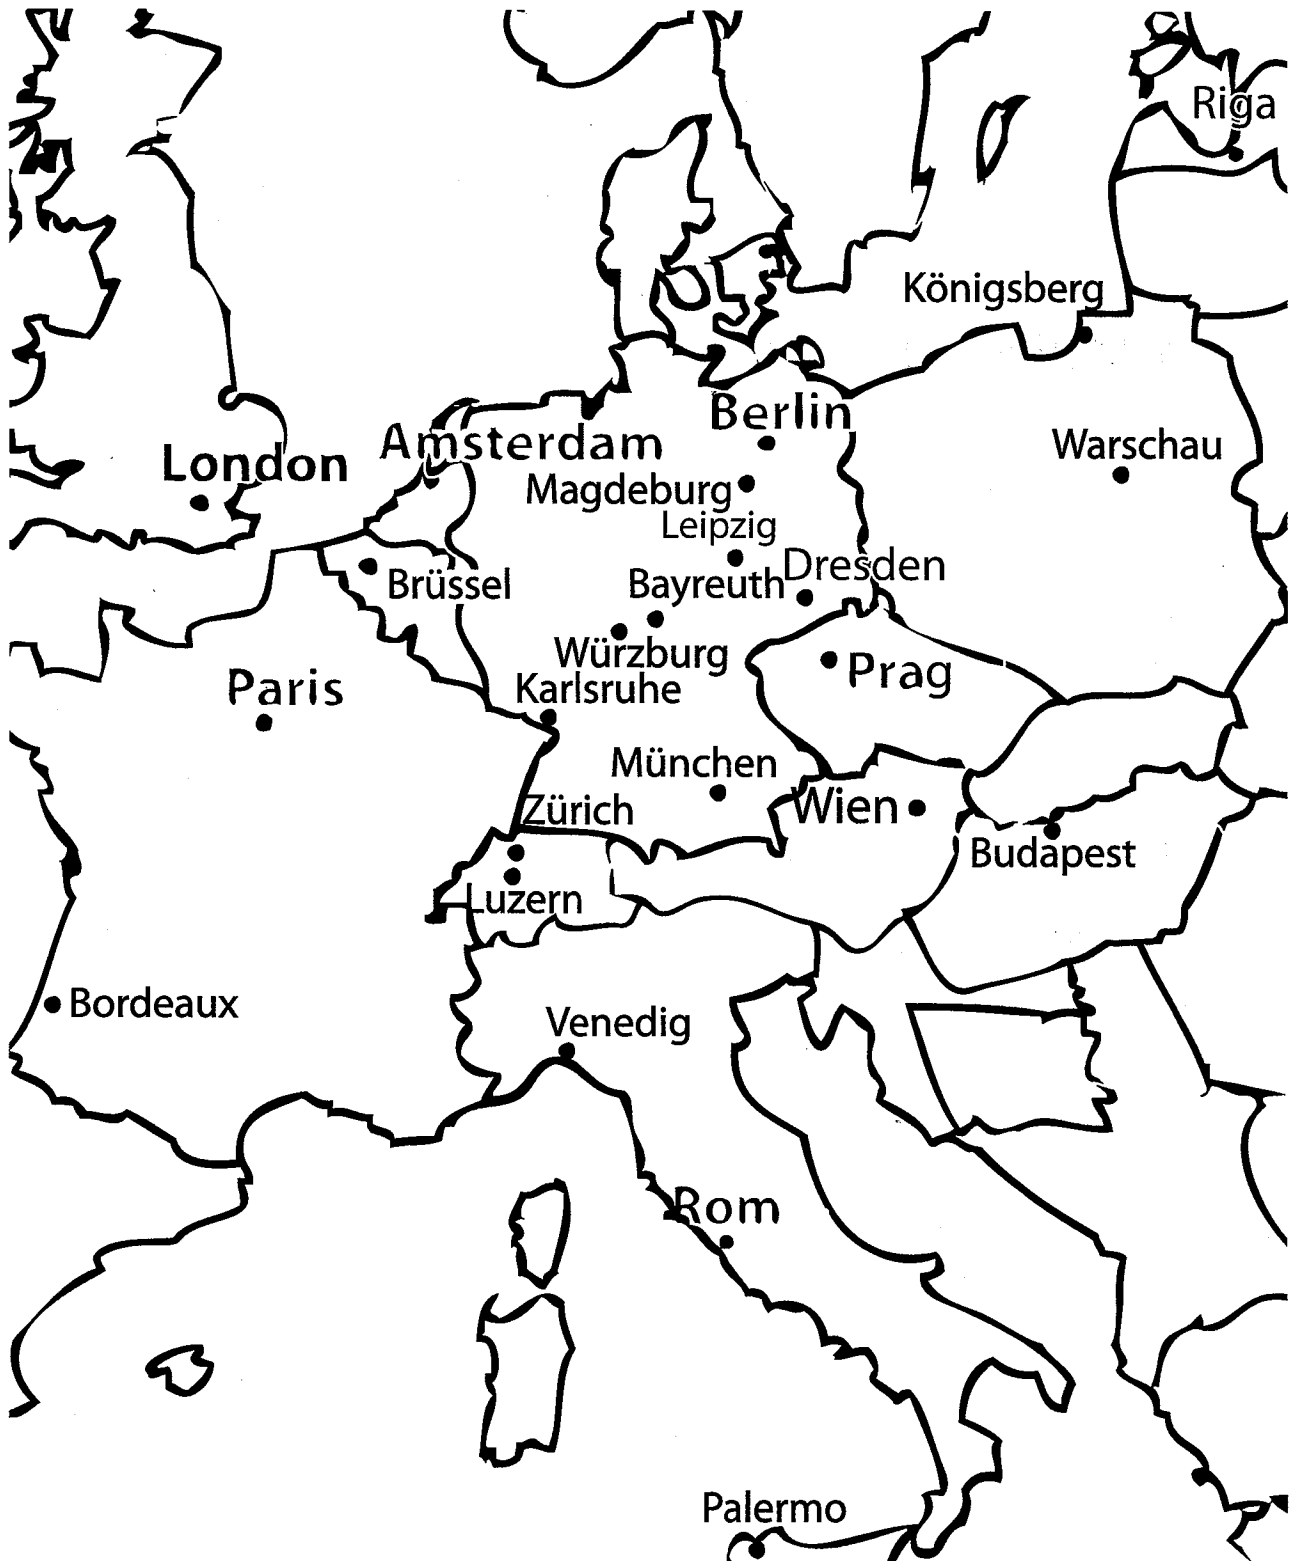 Riga
Königsberg
Berlin
Amsterdam
Warschau
London
Magdeburg
Leipzig
Dresden
Brüssel
Bayreuth
Würzburg
Prag
Paris
Karlsruhe
München
Wien
Zürich
Budapest
Luzern
Bordeaux
Venedig
Rom
Palermo